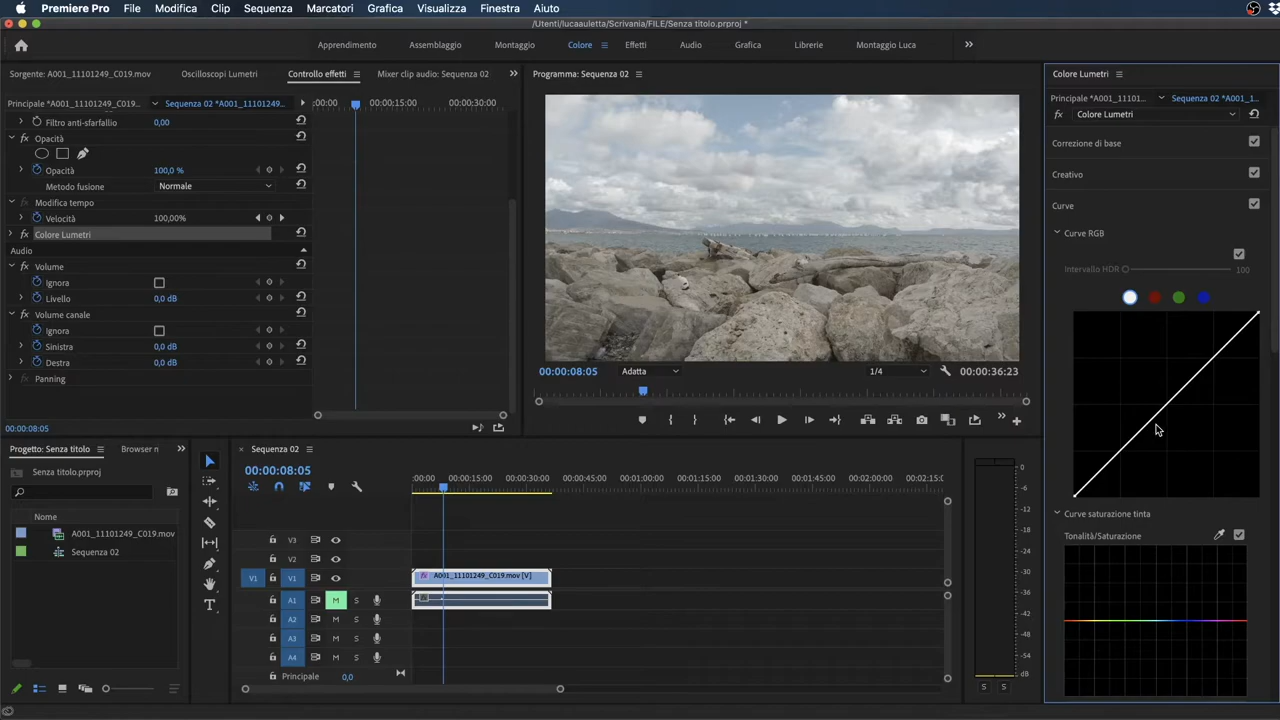 Premiere Pro File Modifica Clip Sequenza Marcatori Grafica Visualizza Finestra Aiuto
/Utenti/lucaauletta/Scrivania/FILE/Senza titolo.prproj *
Apprendimento Assemblaggio Montaggio Colore Effetti Audio Grafica Librerie Montaggio Luca
Sorgente: A001_11101249_C019.mov Oscilloscopi Lumetri Controllo effetti Mixer clip audio: Sequenza 02
Principale *A001_11101249_C019... Sequenza 02 *A001_11101249... :00:00 00:00:15:00 00:00:30:00
Filtro anti-sfarfallio 0,00
fx Opacità
Opacità 100,0 %
Metodo fusione Normale
Modifica tempo
Velocità 100,00%
fx Colore Lumetri
Audio
fx Volume
Ignora
Livello 0,0 dB
fx Volume canale
Ignora
Sinistra 0,0 dB
Destra 0,0 dB
fx Panning
00:00:08:05
Programma: Sequenza 02
00:00:08:05 Adatta 1/4 00:00:36:23
Colore Lumetri
Principale *A001_1110... Sequenza 02 *A001_1...
fx Colore Lumetri
Correzione di base
Creativo
Curve
Curve RGB
Intervallo HDR 100
Curve saturazione tinta
Tonalità/Saturazione
Progetto: Senza titolo Browser n
Senza titolo.prproj
Nome
A001_11101249_C019.mov
Sequenza 02
Sequenza 02
00:00:08:05
:00:00 00:00:15:00 00:00:30:00 00:00:45:00 00:01:00:00 00:01:15:00 00:01:30:00 00:01:45:00 00:02:00:00 00:02:15:0
V3
V2
V1 V1 fx A001_11101249_C019.mov [V]
A1 M S
A2 M S
A3 M S
A4 M S
Principale 0,0
0
-6
-12
-18
-24
-30
-36
-42
-48
-54
dB
S S